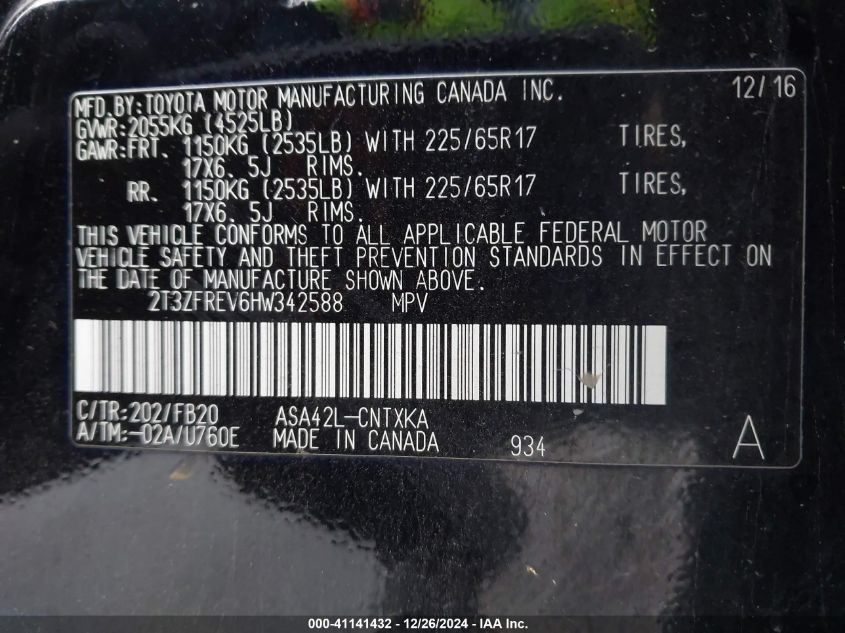 MFD. BY: TOYOTA MOTOR MANUFACTURING CANADA INC. 12/16
GVWR: 2055KG (4525LB)
GAWR: FRT. 1150KG (2535LB) WITH 225/65R17 TIRES,
17X6. 5J RIMS.
RR. 1150KG (2535LB) WITH 225/65R17 TIRES,
17X6. 5J RIMS.
THIS VEHICLE CONFORMS TO ALL APPLICABLE FEDERAL MOTOR
VEHICLE SAFETY AND THEFT PREVENTION STANDARDS IN EFFECT ON
THE DATE OF MANUFACTURE SHOWN ABOVE.
2T3ZFREV6HW342588 MPV
C/TR: 202/FB20 ASA42L-CNTXKA
A/TM: -02A/U760E MADE IN CANADA 934 A
000-41141432 - 12/26/2024 - IAA Inc.